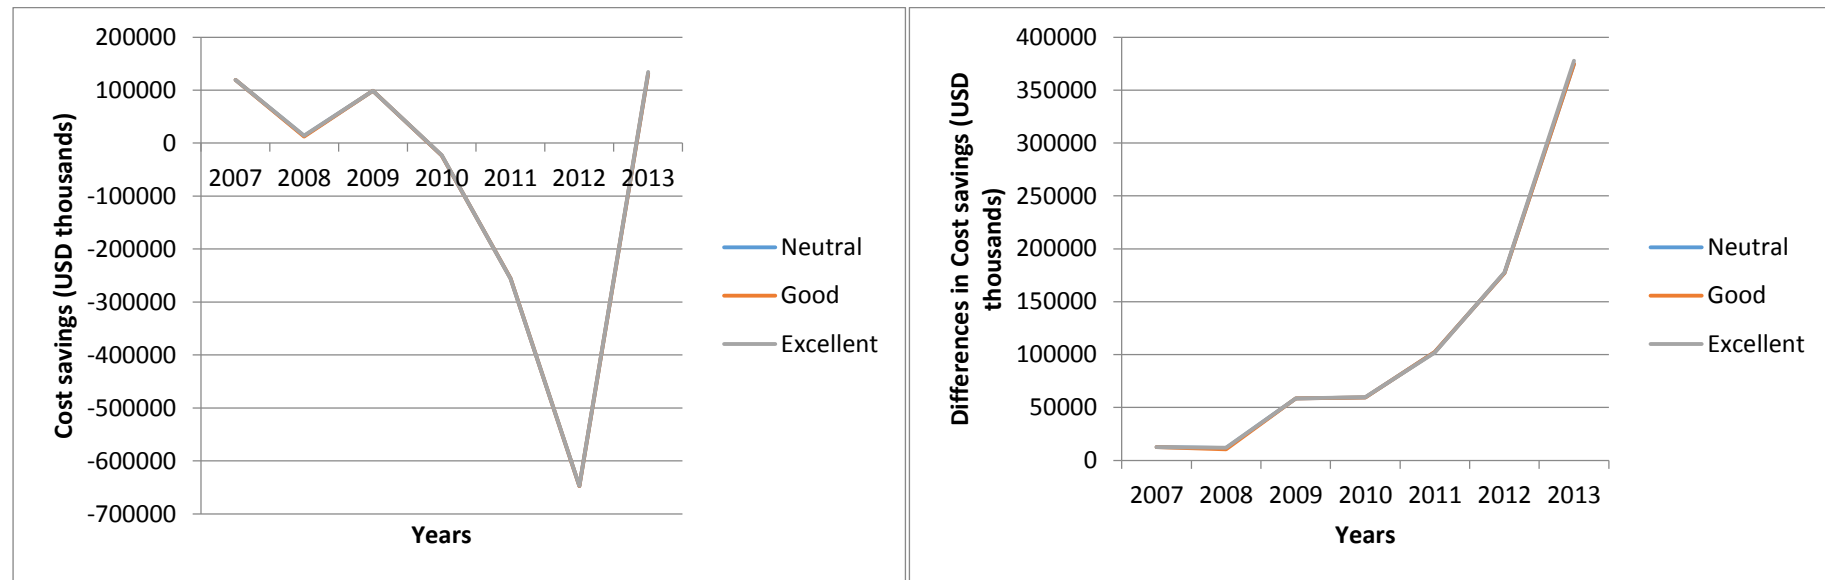 200000
100000
0
-100000
-200000
-300000
-400000
-500000
-600000
-700000
Cost savings (USD thousands)
2007 2008 2009 2010 2011 2012 2013
Years
Neutral
Good
Excellent
400000
350000
300000
250000
200000
150000
100000
50000
0
Differences in Cost savings (USD
thousands)
2007 2008 2009 2010 2011 2012 2013
Years
Neutral
Good
Excellent